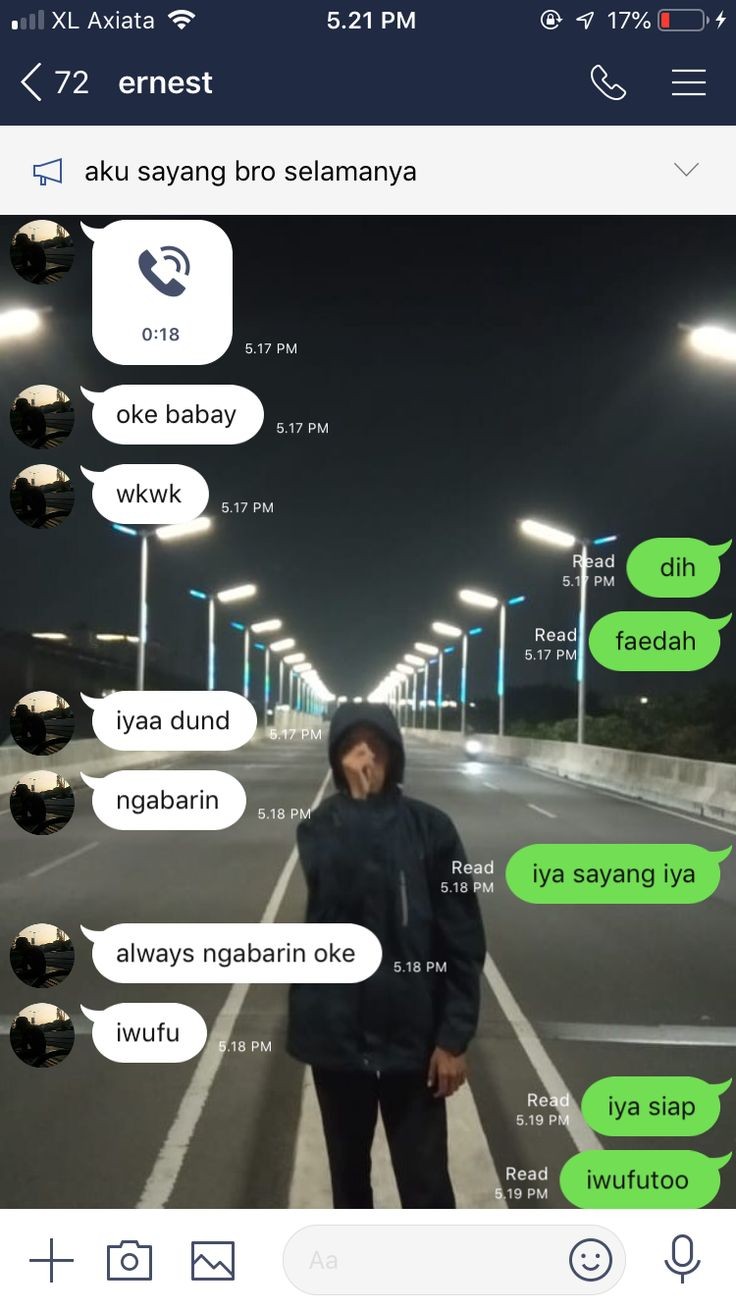 XL Axiata 5.21 PM 17%
72 ernest
aku sayang bro selamanya
0:18
5.17 PM
oke babay
5.17 PM
wkwk
5.17 PM
Read
5.17 PM
dih
Read
5.17 PM
faedah
iyaa dund
5.17 PM
ngabarin
5.18 PM
Read
5.18 PM
iya sayang iya
always ngabarin oke
5.18 PM
iwufu
5.18 PM
Read
5.19 PM
iya siap
Read
5.19 PM
iwufutoo
Aa